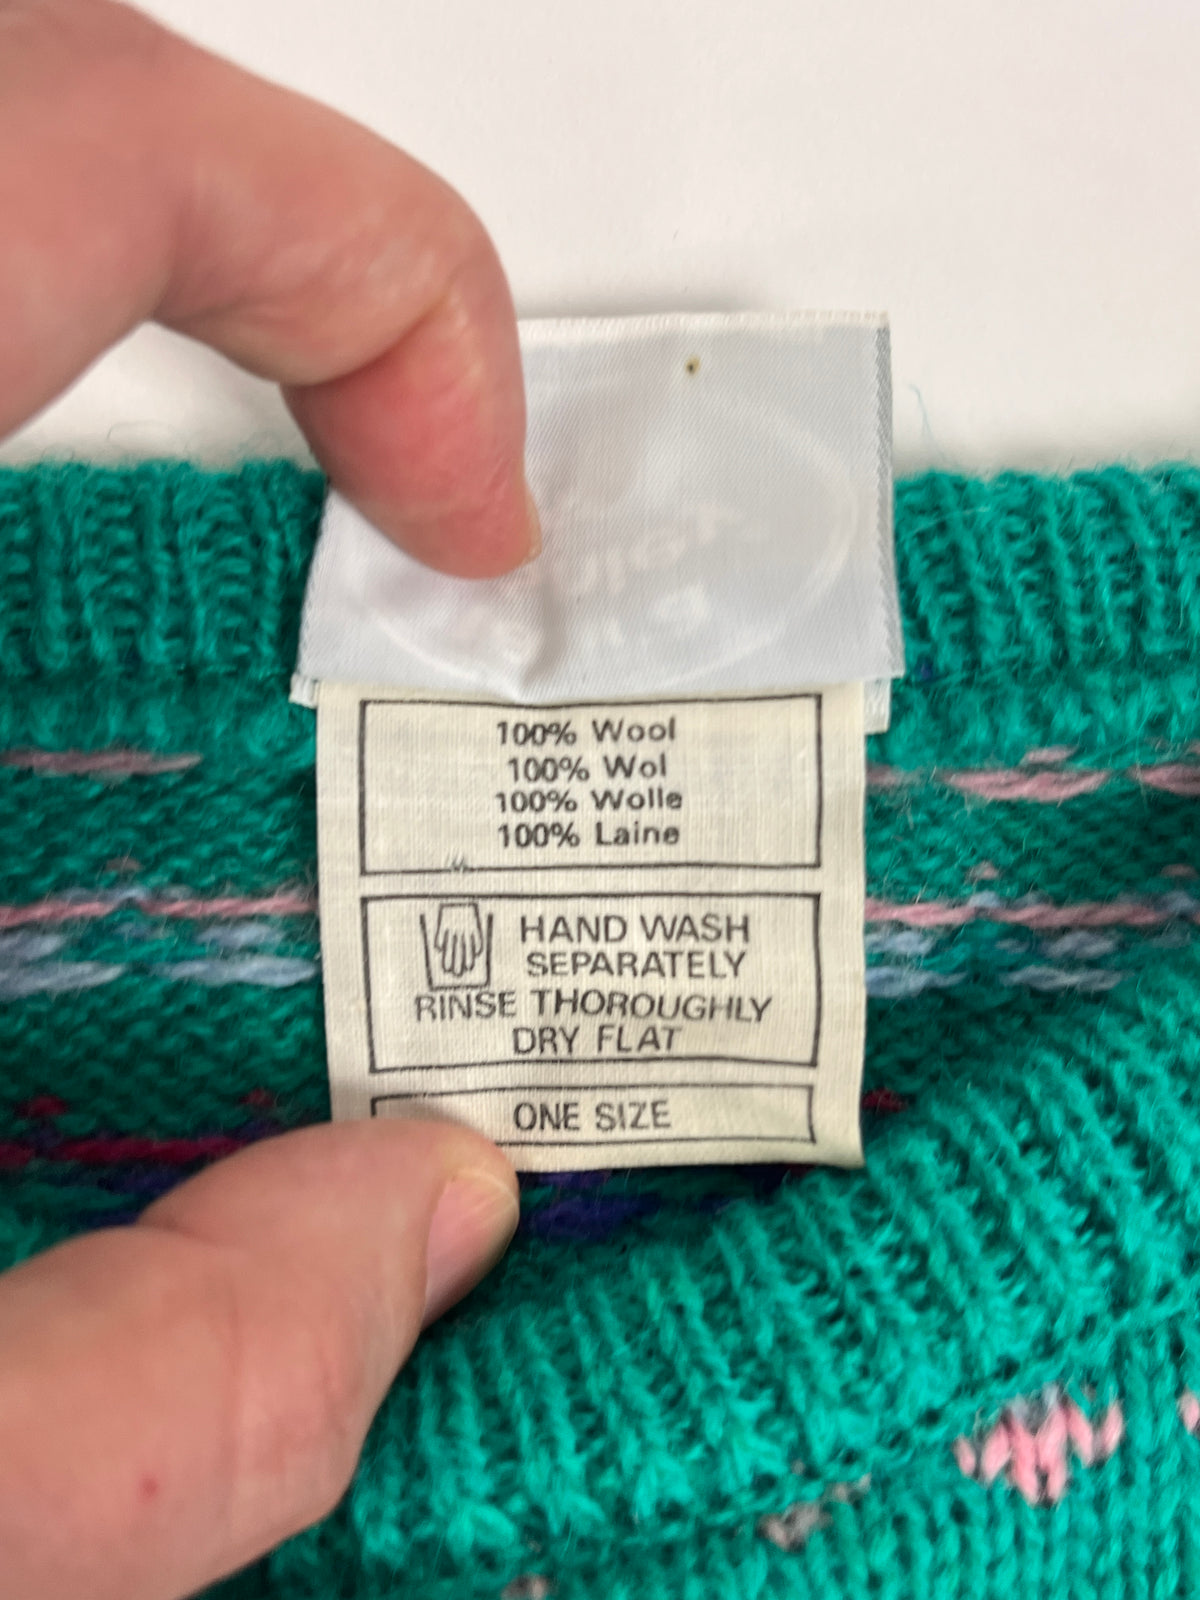 100% Wool
100% Wol
100% Wolle
100% Laine
HAND WASH
SEPARATELY
RINSE THOROUGHLY
DRY FLAT
ONE SIZE